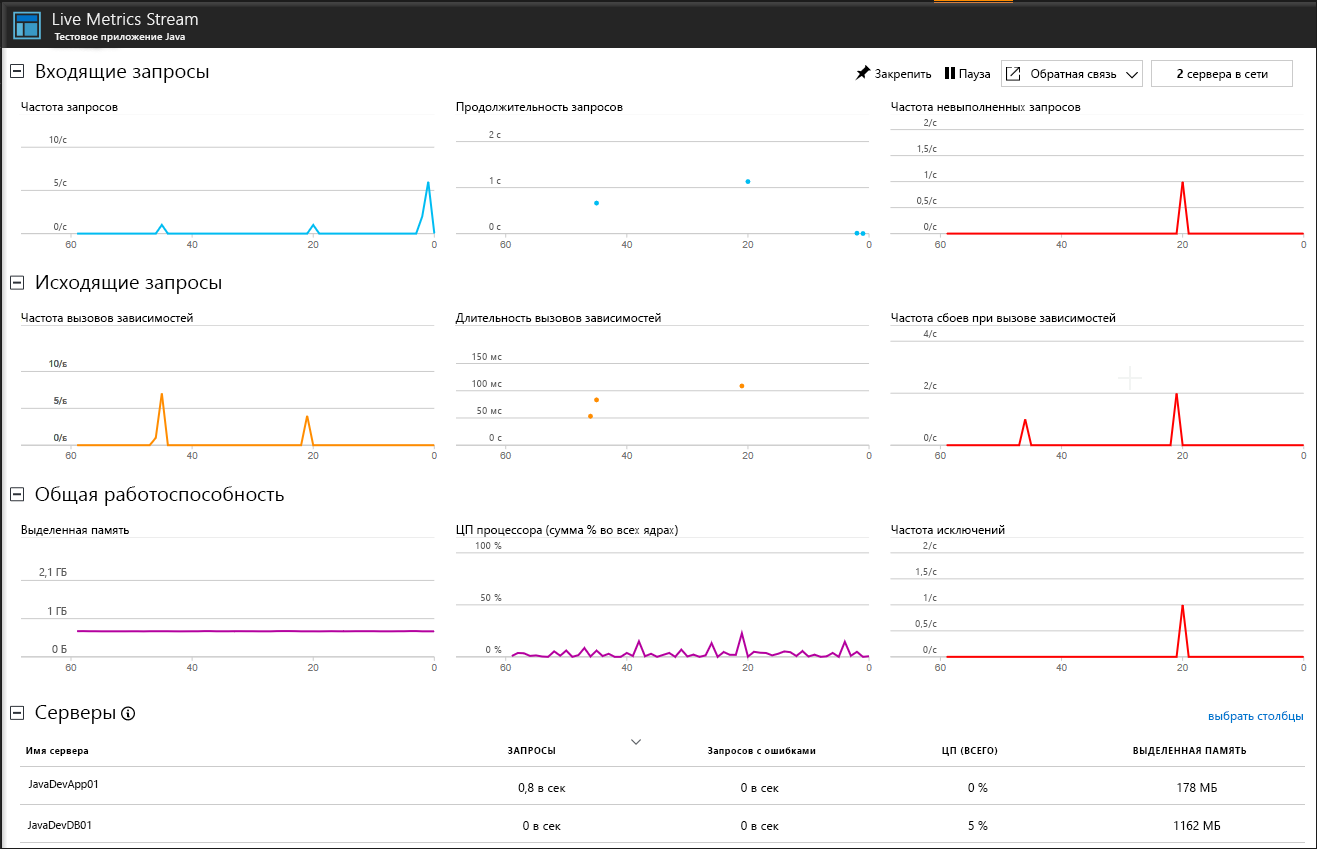 Live Metrics Stream
Тестовое приложение Java
Входящие запросы
Закрепить Пауза Обратная связь 2 сервера в сети
Частота запросов
10/с
5/с
0/с
60 40 20 0
Продолжительность запросов
2 с
1 с
0 с
60 40 20 0
Частота невыполненных запросов
2/с
1,5/с
1/с
0,5/с
0/с
60 40 20 0
Исходящие запросы
Частота вызовов зависимостей
10/Б
5/Б
0/Б
60 40 20 0
Длительность вызовов зависимостей
150 мс
100 мс
50 мс
0 с
60 40 20 0
Частота сбоев при вызове зависимостей
4/с
2/с
0/с
60 40 20 0
Общая работоспособность
Выделенная память
2,1 ГБ
1 ГБ
0 Б
60 40 20 0
ЦП процессора (сумма % во всех ядрах)
100 %
50 %
0 %
60 40 20 0
Частота исключений
2/с
1,5/с
1/с
0,5/с
0/с
60 40 20 0
Серверы
выбрать столбцы
Имя сервера ЗАПРОСЫ Запросов с ошибками ЦП (ВСЕГО) ВЫДЕЛЕННАЯ ПАМЯТЬ
JavaDevApp01 0,8 в сек 0 в сек 0 % 178 МБ
JavaDevDB01 0 в сек 0 в сек 5 % 1162 МБ